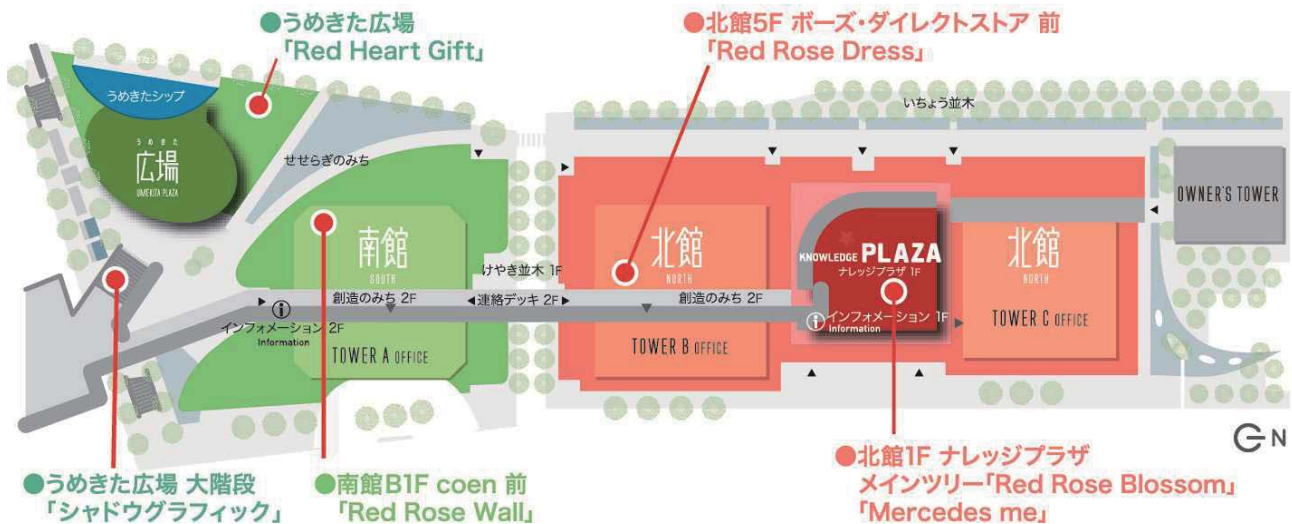 ●うめきた広場
「Red Heart Gift」
●北館5F ボーズ・ダイレクトストア 前
「Red Rose Dress」
うめきたシップ
いちょう並木
うめきた
広場
UMEKITA PLAZA
せせらぎのみち
OWNER'S TOWER
南館
SOUTH
北館
NORTH
KNOWLEDGE PLAZA
ナレッジプラザ 1F
北館
NORTH
けやき並木 1F
創造のみち 2F
連絡デッキ 2F
創造のみち 2F
インフォメーション 2F
Information
インフォメーション 1F
Information
TOWER A OFFICE
TOWER B OFFICE
TOWER C OFFICE
N
●うめきた広場 大階段
「シャドウグラフィック」
●南館B1F coen 前
「Red Rose Wall」
●北館1F ナレッジプラザ
メインツリー「Red Rose Blossom」
「Mercedes me」